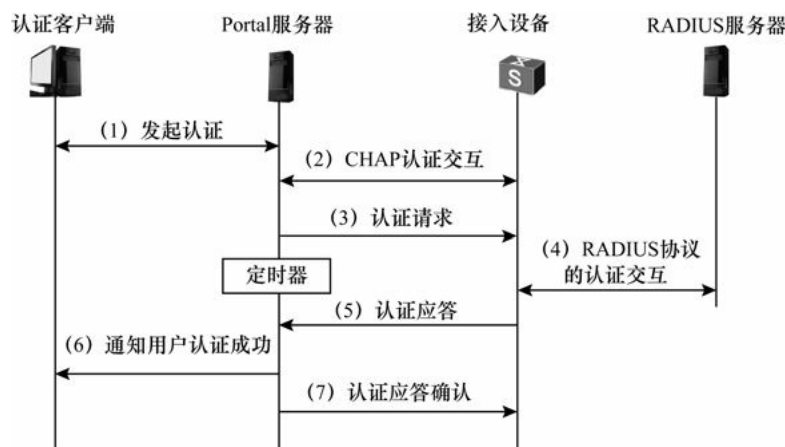 认证客户端
Portal服务器
接入设备
RADIUS服务器
S
(1) 发起认证
(2) CHAP认证交互
(3) 认证请求
(4) RADIUS协议
的认证交互
定时器
(5) 认证应答
(6) 通知用户认证成功
(7) 认证应答确认